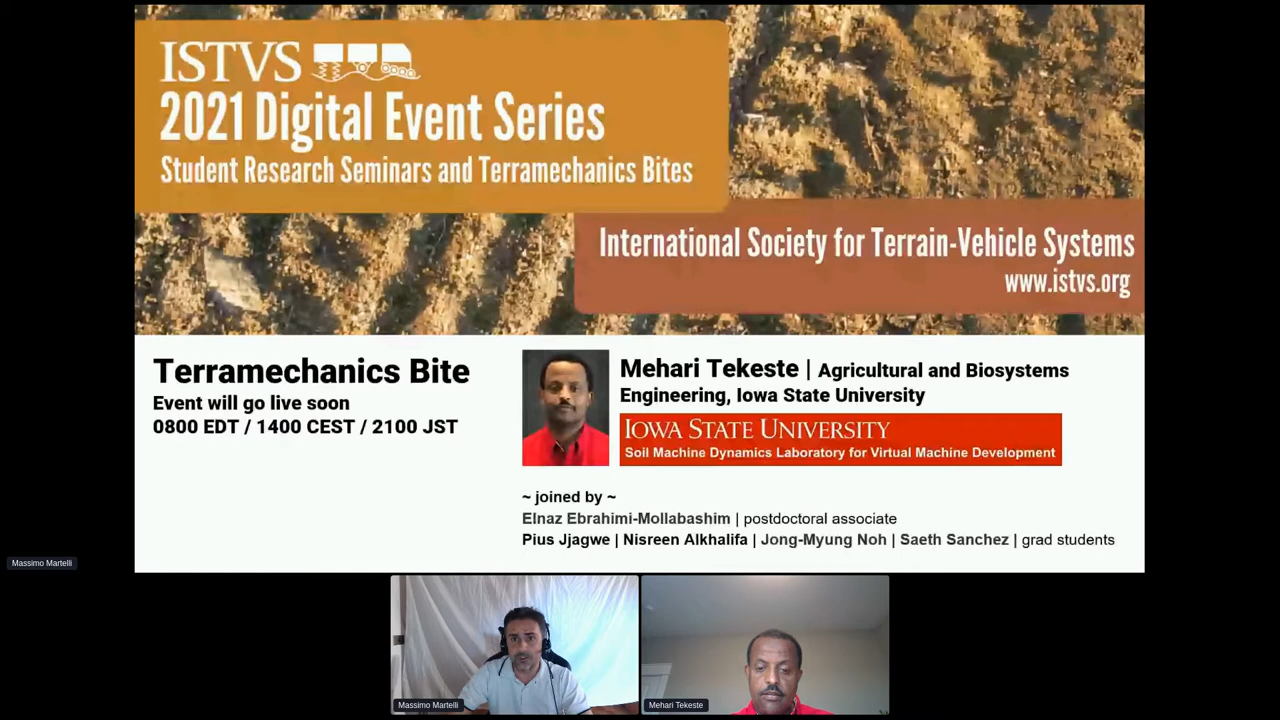 ISTVS
2021 Digital Event Series
Student Research Seminars and Terramechanics Bites
International Society for Terrain-Vehicle Systems
www.istvs.org
Terramechanics Bite
Event will go live soon
0800 EDT / 1400 CEST / 2100 JST
Mehari Tekeste | Agricultural and Biosystems
Engineering, Iowa State University
IOWA STATE UNIVERSITY
Soil Machine Dynamics Laboratory for Virtual Machine Development
~ joined by ~
Elnaz Ebrahimi-Mollabashim | postdoctoral associate
Pius Jjagwe | Nisreen Alkhalifa | Jong-Myung Noh | Saeth Sanchez | grad students
Massimo Martelli
Massimo Martelli
Mehari Tekeste